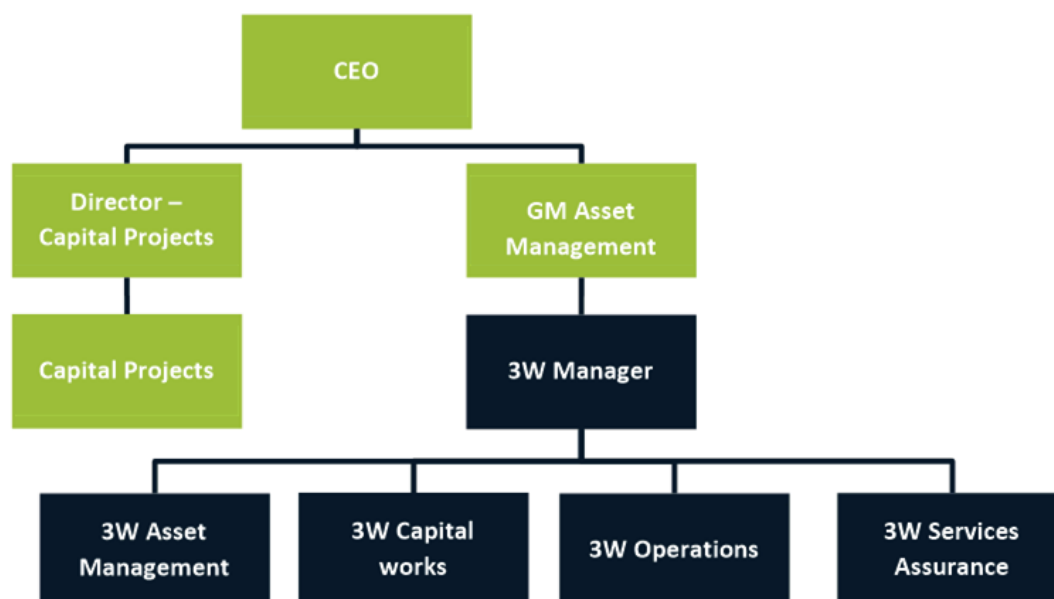 CEO
Director –
Capital Projects
GM Asset
Management
Capital Projects
3W Manager
3W Asset
Management
3W Capital
works
3W Operations
3W Services
Assurance